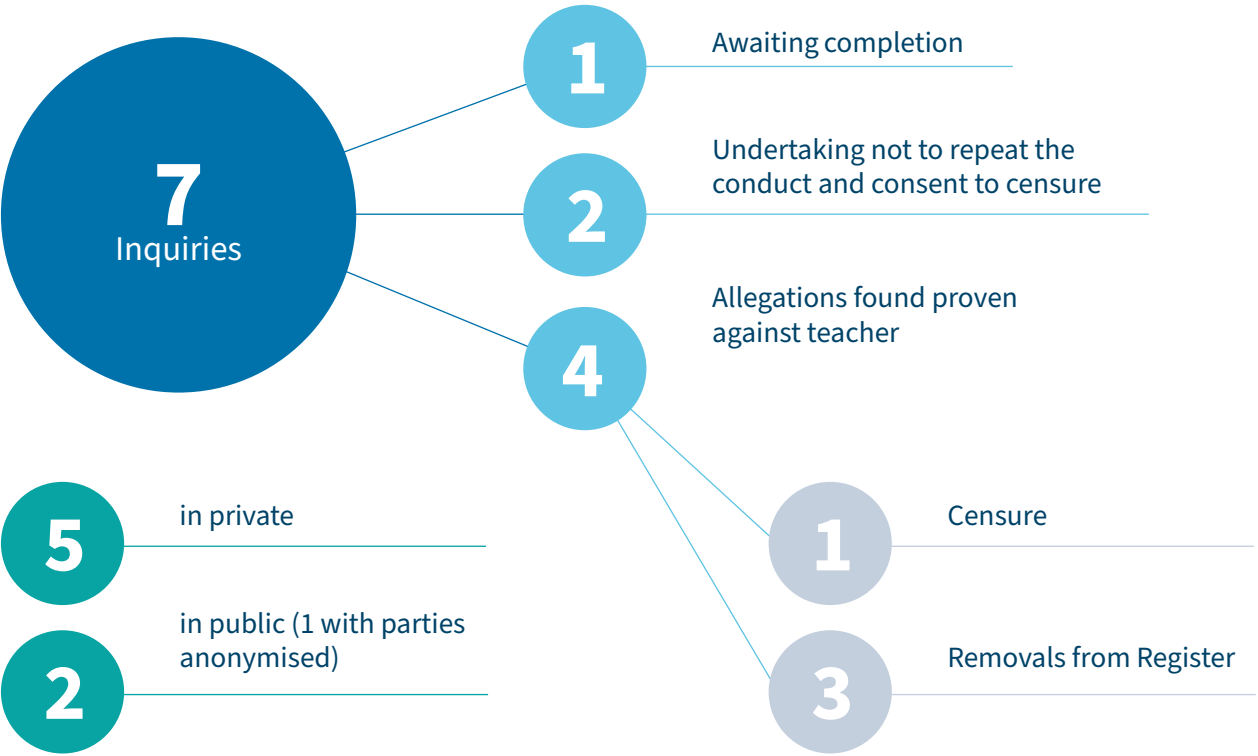 7
Inquiries
1
Awaiting completion
2
Undertaking not to repeat the
conduct and consent to censure
4
Allegations found proven
against teacher
5
in private
2
in public (1 with parties
anonymised)
1
Censure
3
Removals from Register